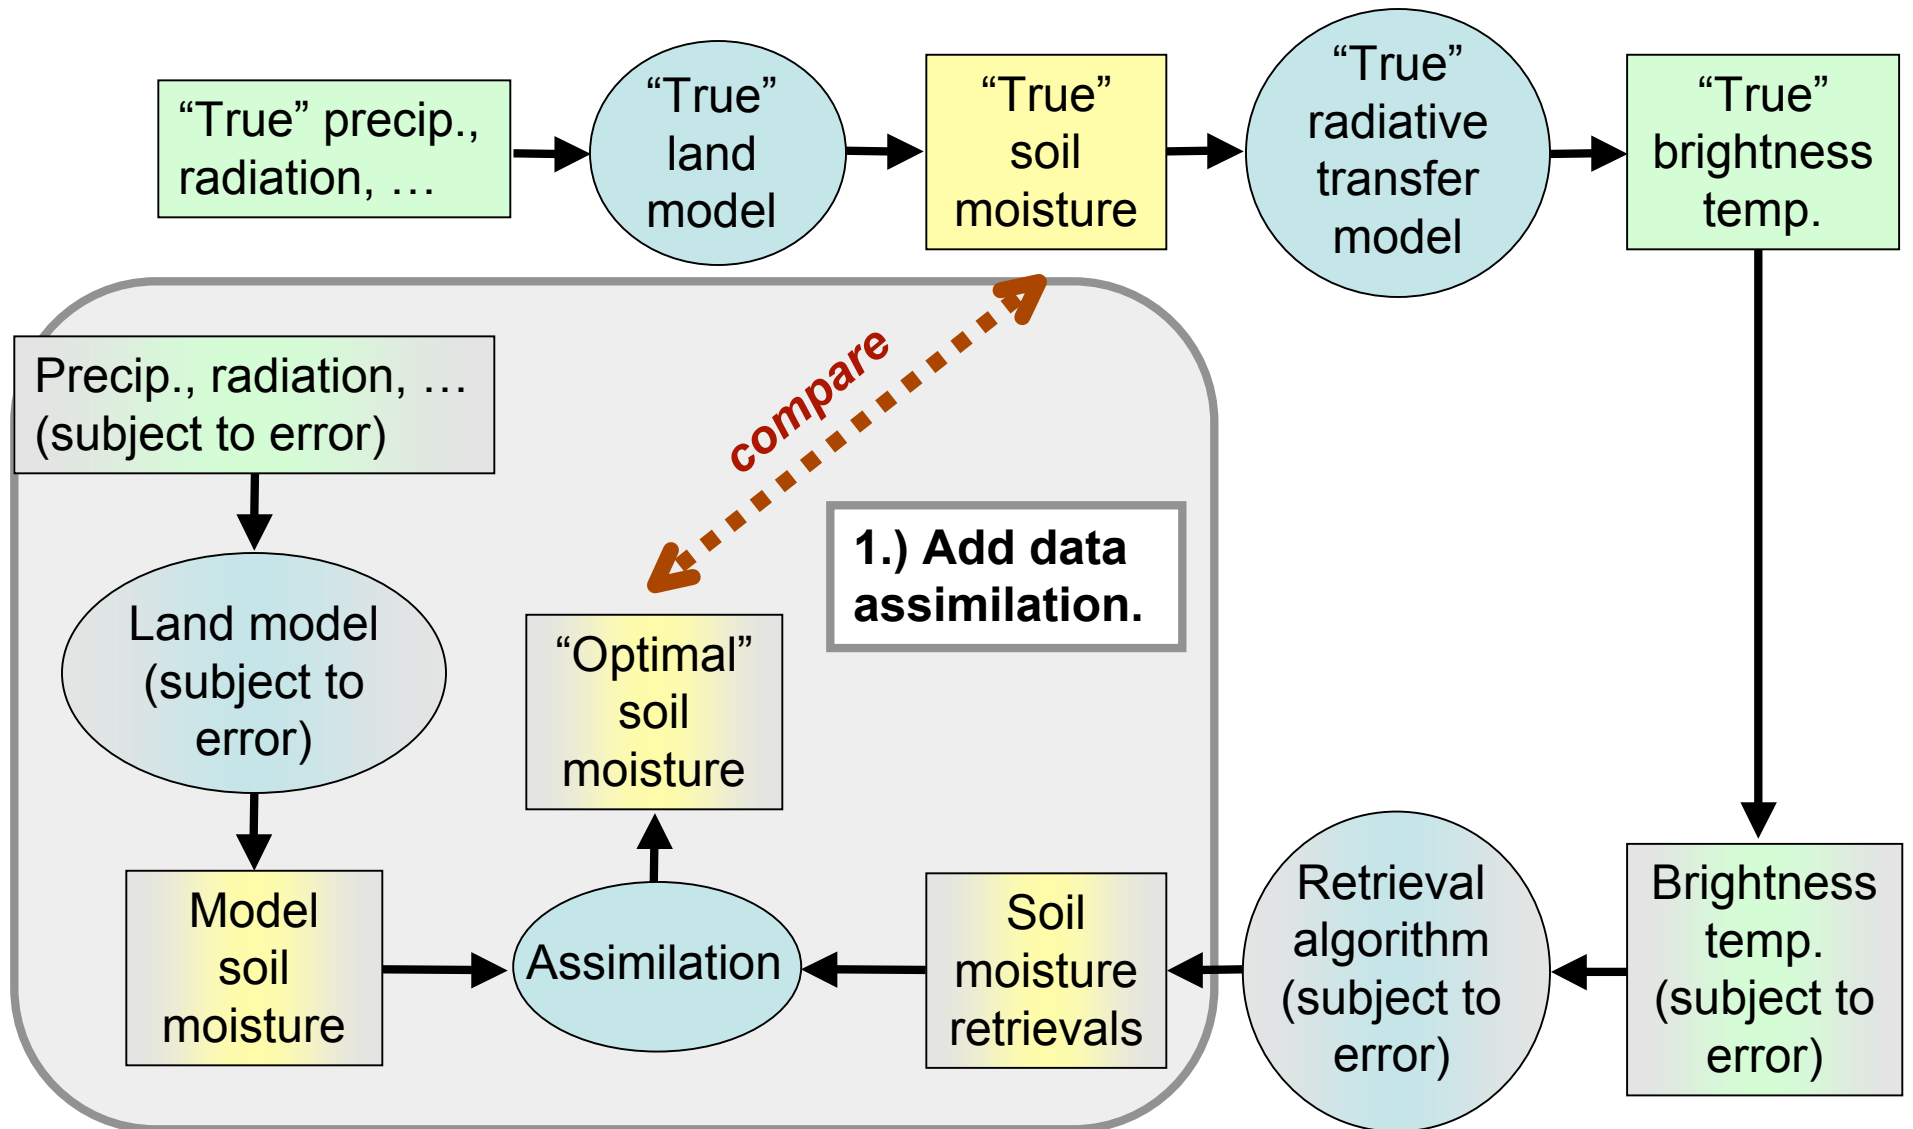 “True” precip.,
radiation, …
“True”
land
model
“True”
soil
moisture
“True”
radiative
transfer
model
“True”
brightness
temp.
Precip., radiation, …
(subject to error)
compare
1.) Add data
assimilation.
Land model
(subject to
error)
“Optimal”
soil
moisture
Model
soil
moisture
Assimilation
Soil
moisture
retrievals
Retrieval
algorithm
(subject to
error)
Brightness
temp.
(subject to
error)